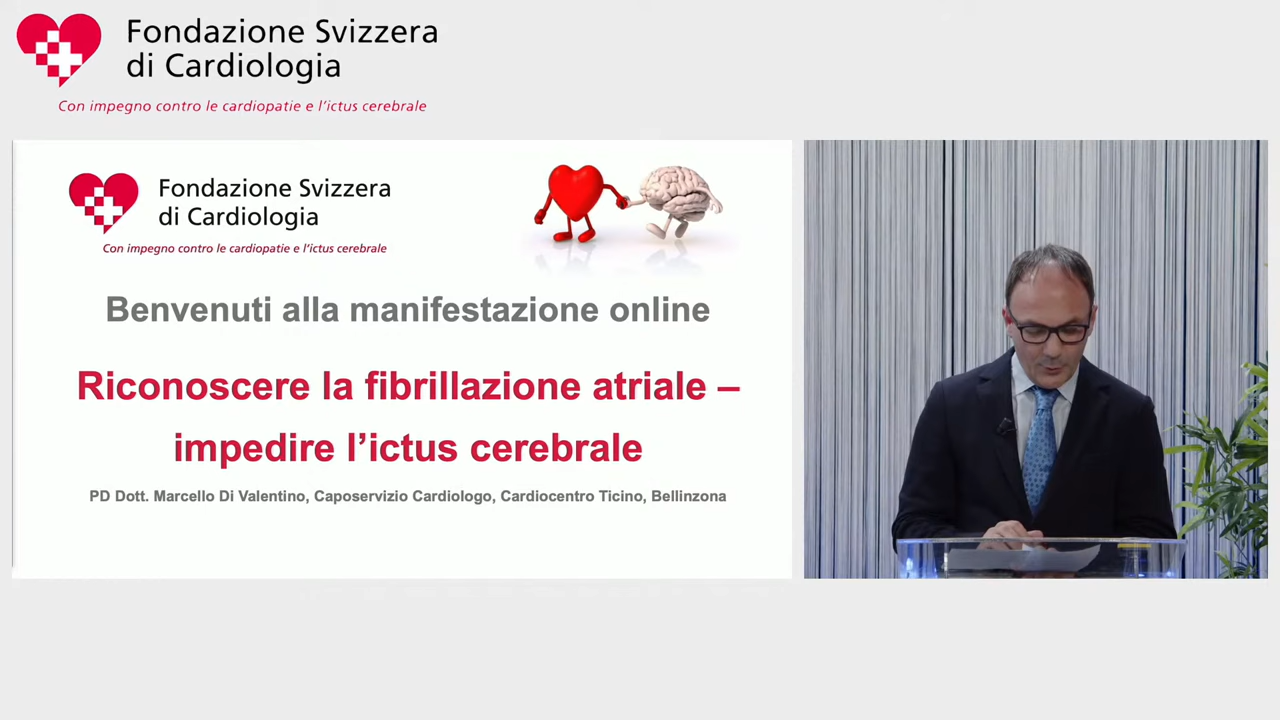 Fondazione Svizzera
di Cardiologia
Con impegno contro le cardiopatie e l'ictus cerebrale
Fondazione Svizzera
di Cardiologia
Con impegno contro le cardiopatie e l'ictus cerebrale
Benvenuti alla manifestazione online
Riconoscere la fibrillazione atriale –
impedire l’ictus cerebrale
PD Dott. Marcello Di Valentino, Caposervizio Cardiologo, Cardiocentro Ticino, Bellinzona